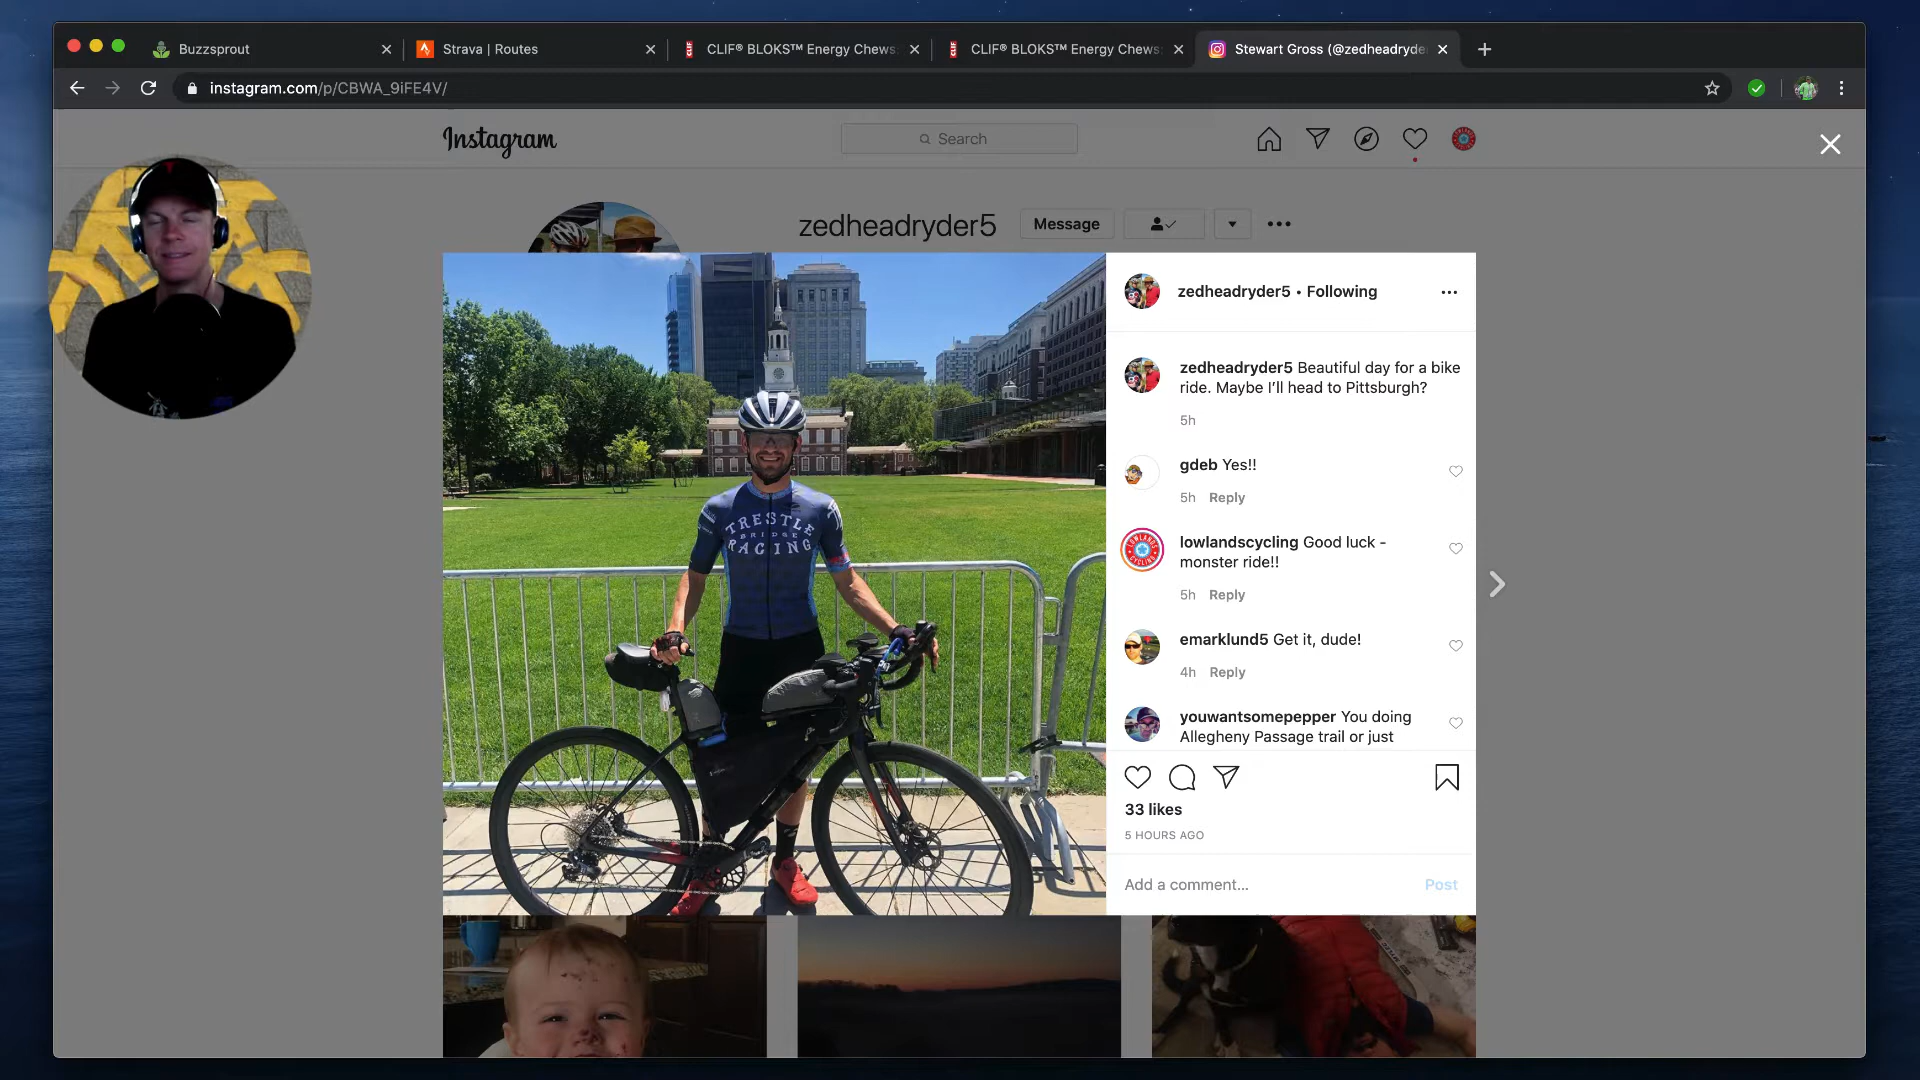 Buzzsprout
Strava | Routes
CLIF® BLOKS™ Energy Chews:
CLIF® BLOKS™ Energy Chews:
Stewart Gross (@zedheadryde
instagram.com/p/CBWA_9iFE4V/
Instagram
Search
zedheadryder5
Message
TRESTLE
BRIDGE
RACING
zedheadryder5 • Following
zedheadryder5 Beautiful day for a bike
ride. Maybe I'll head to Pittsburgh?
5h
gdeb Yes!!
5h Reply
LOWLANDS
CYCLING
lowlandscycling Good luck -
monster ride!!
5h Reply
emarklund5 Get it, dude!
4h Reply
youwantsomepepper You doing
Allegheny Passage trail or just
33 likes
5 HOURS AGO
Add a comment...
Post